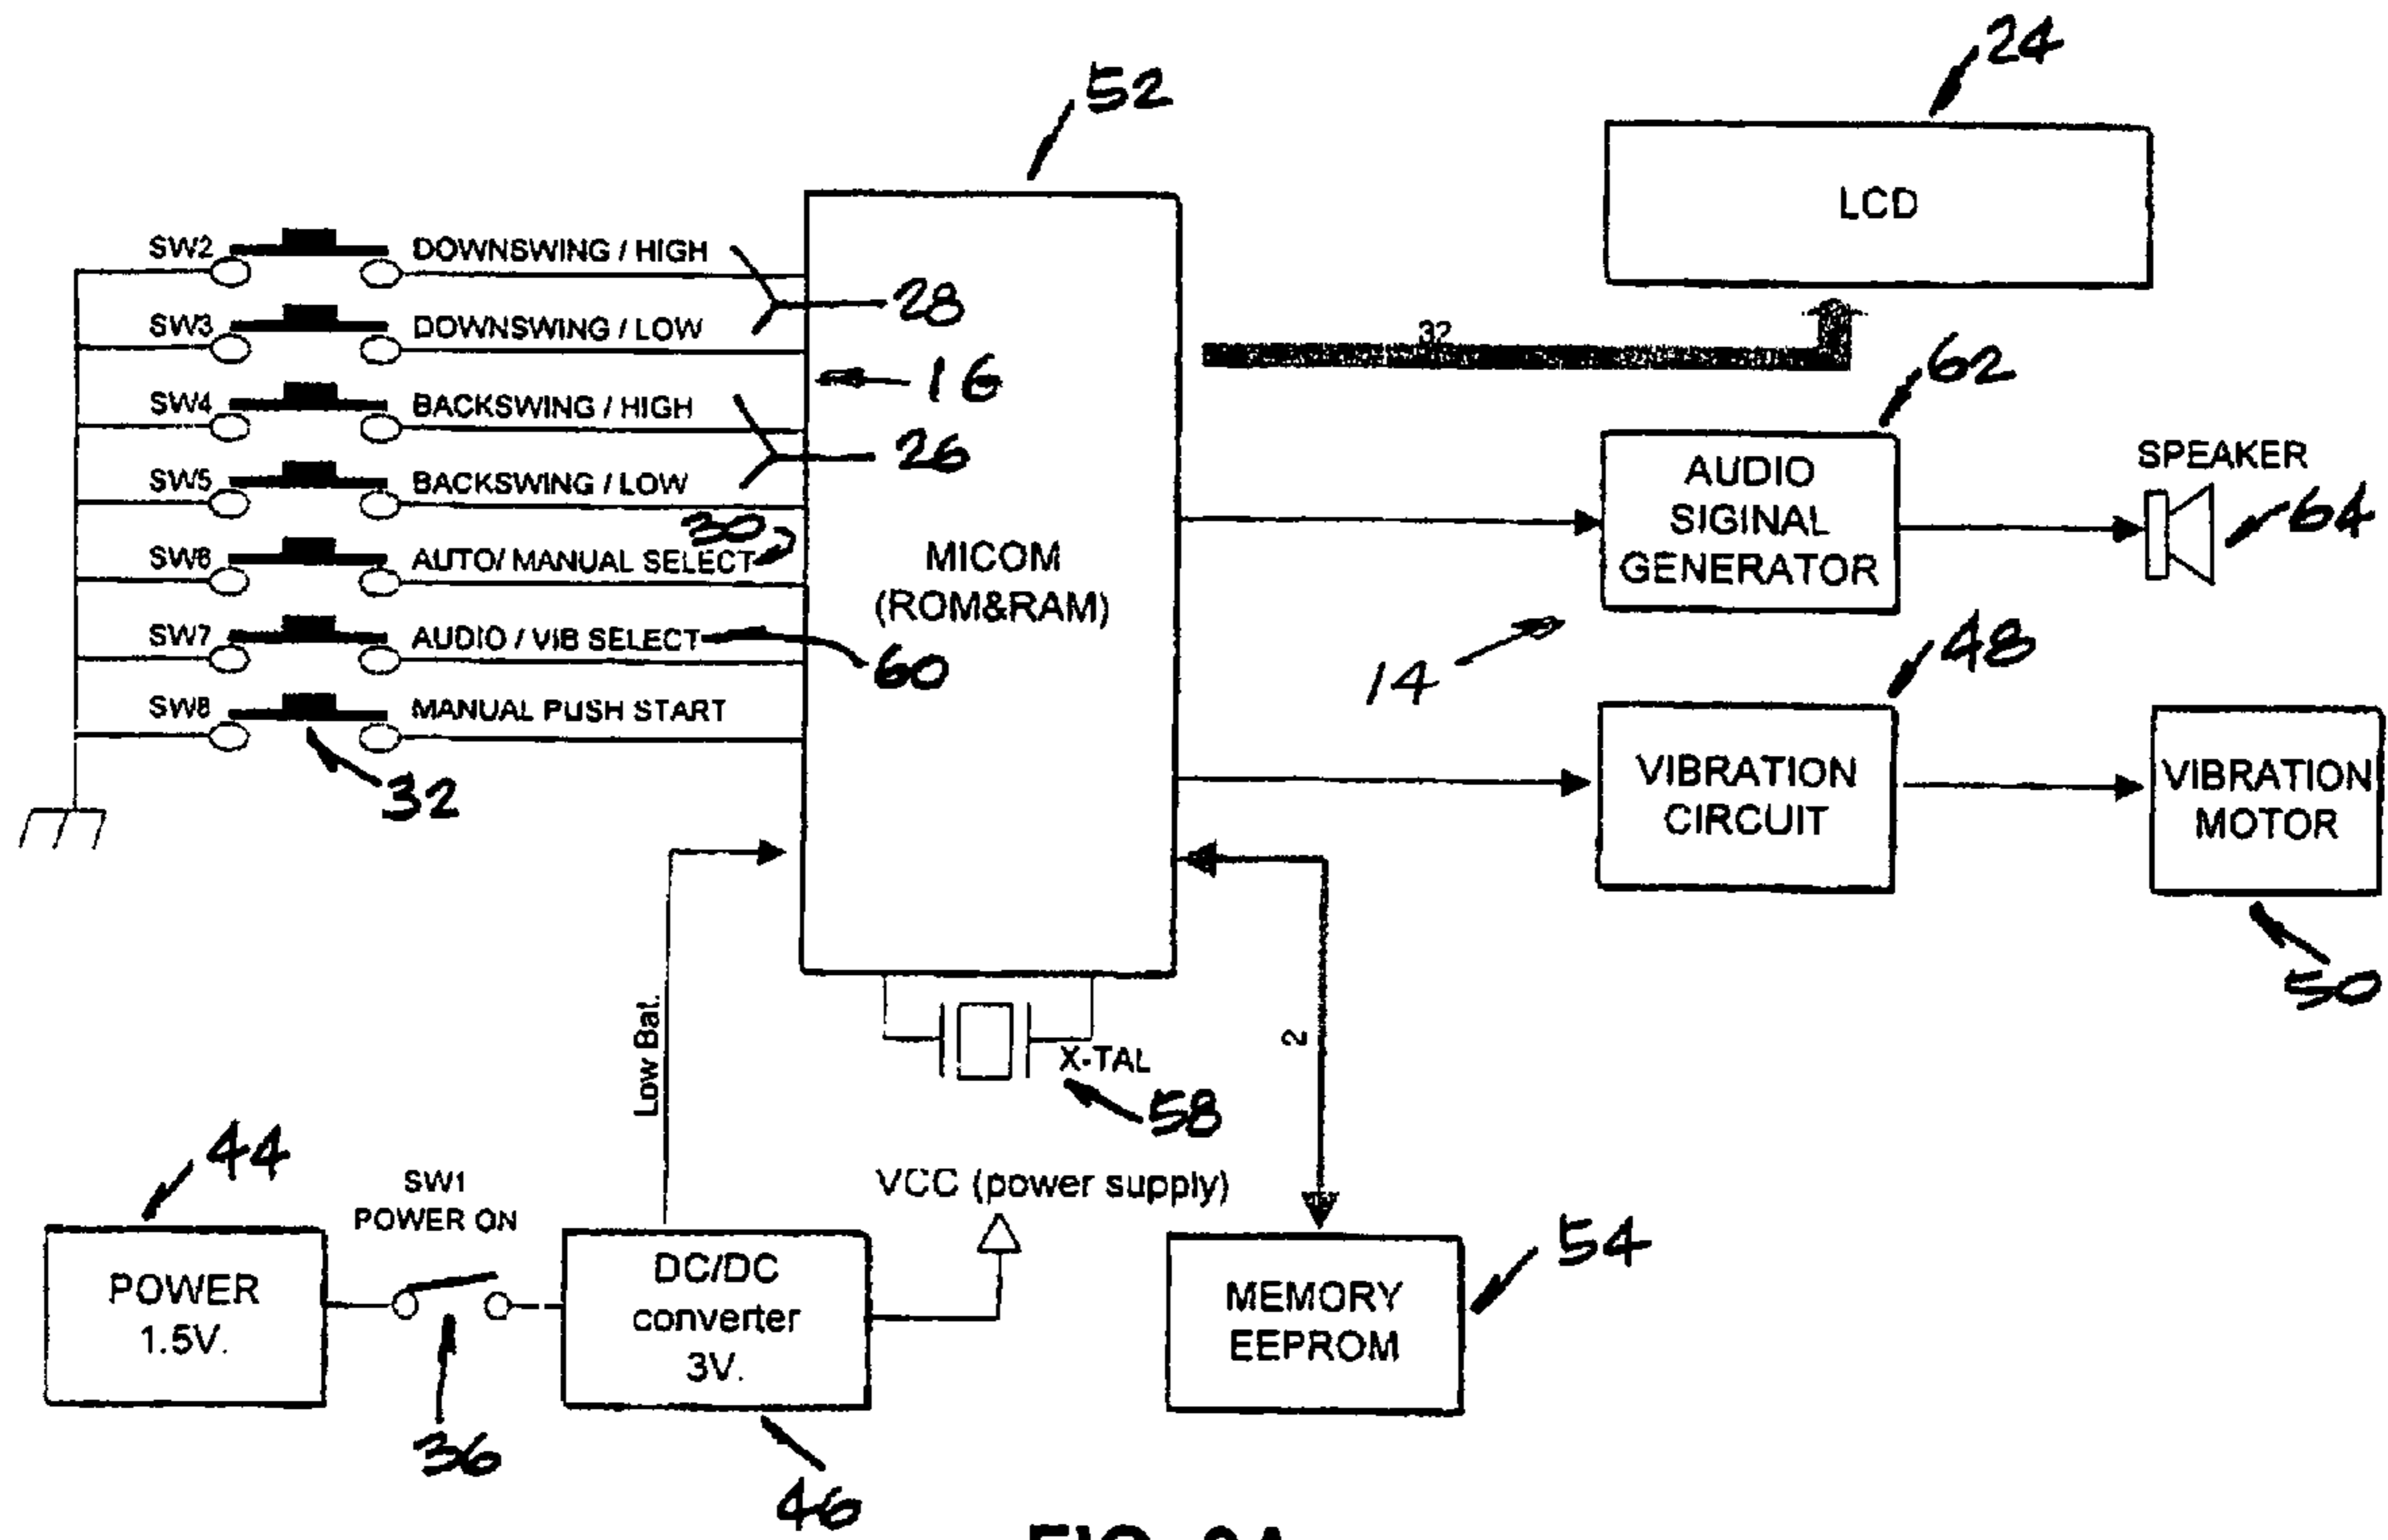 52
24
LCD
SW2 DOWNSWING / HIGH
28
SW3 DOWNSWING / LOW
32
16
62
SW4 BACKSWING / HIGH
26
SW5 BACKSWING / LOW
30
AUDIO
SIGINAL
GENERATOR
SPEAKER
64
SW6 AUTO/ MANUAL SELECT
MICOM
(ROM&RAM)
SW7 AUDIO / VIB SELECT
60
14
48
SW8 MANUAL PUSH START
32
VIBRATION
CIRCUIT
VIBRATION
MOTOR
50
Low Bat.
X-TAL
58
2
44
SW1
POWER ON
VCC (power supply)
POWER
1.5V.
36
DC/DC
converter
3V.
46
MEMORY
EEPROM
54